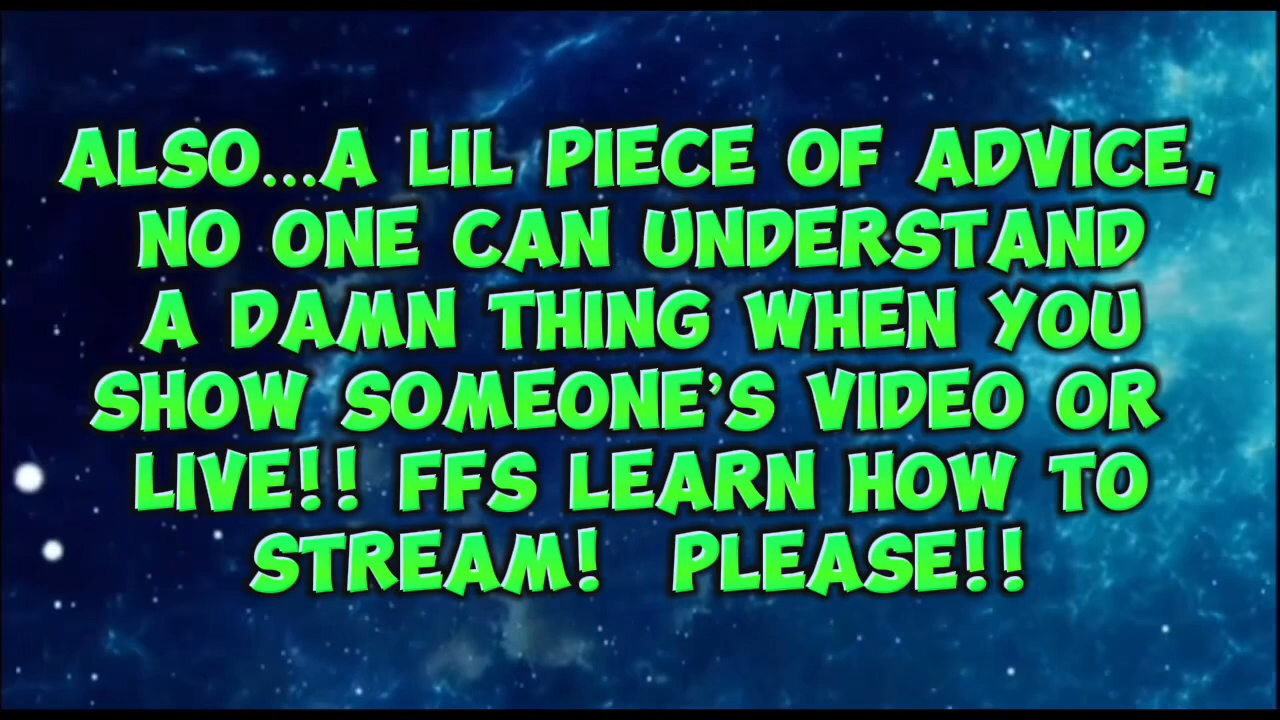 ALSO...A LIL PIECE OF ADVICE,
NO ONE CAN UNDERSTAND
A DAMN THING WHEN YOU
SHOW SOMEONE'S VIDEO OR
LIVE!! FFS LEARN HOW TO
STREAM! PLEASE!!